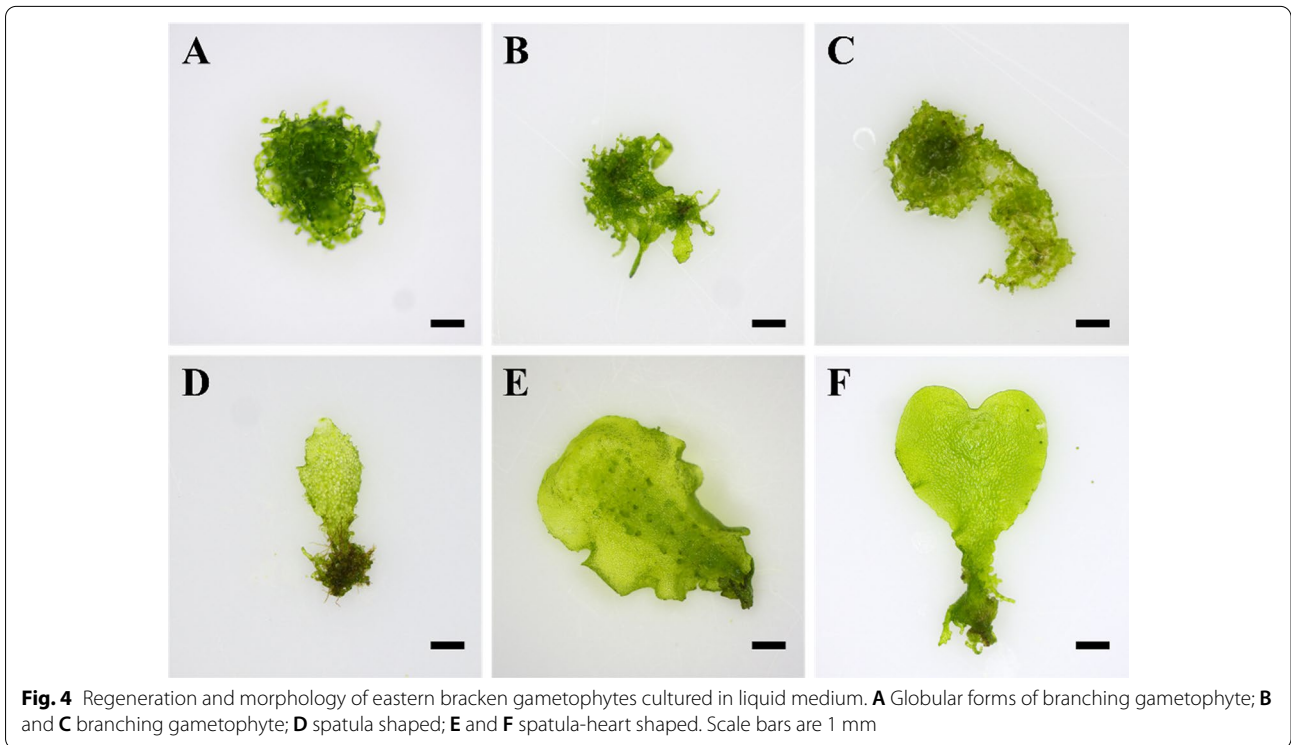 A
B
C
D
E
F
Fig. 4 Regeneration and morphology of eastern bracken gametophytes cultured in liquid medium. A Globular forms of branching gametophyte; B
and C branching gametophyte; D spatula shaped; E and F spatula-heart shaped. Scale bars are 1 mm